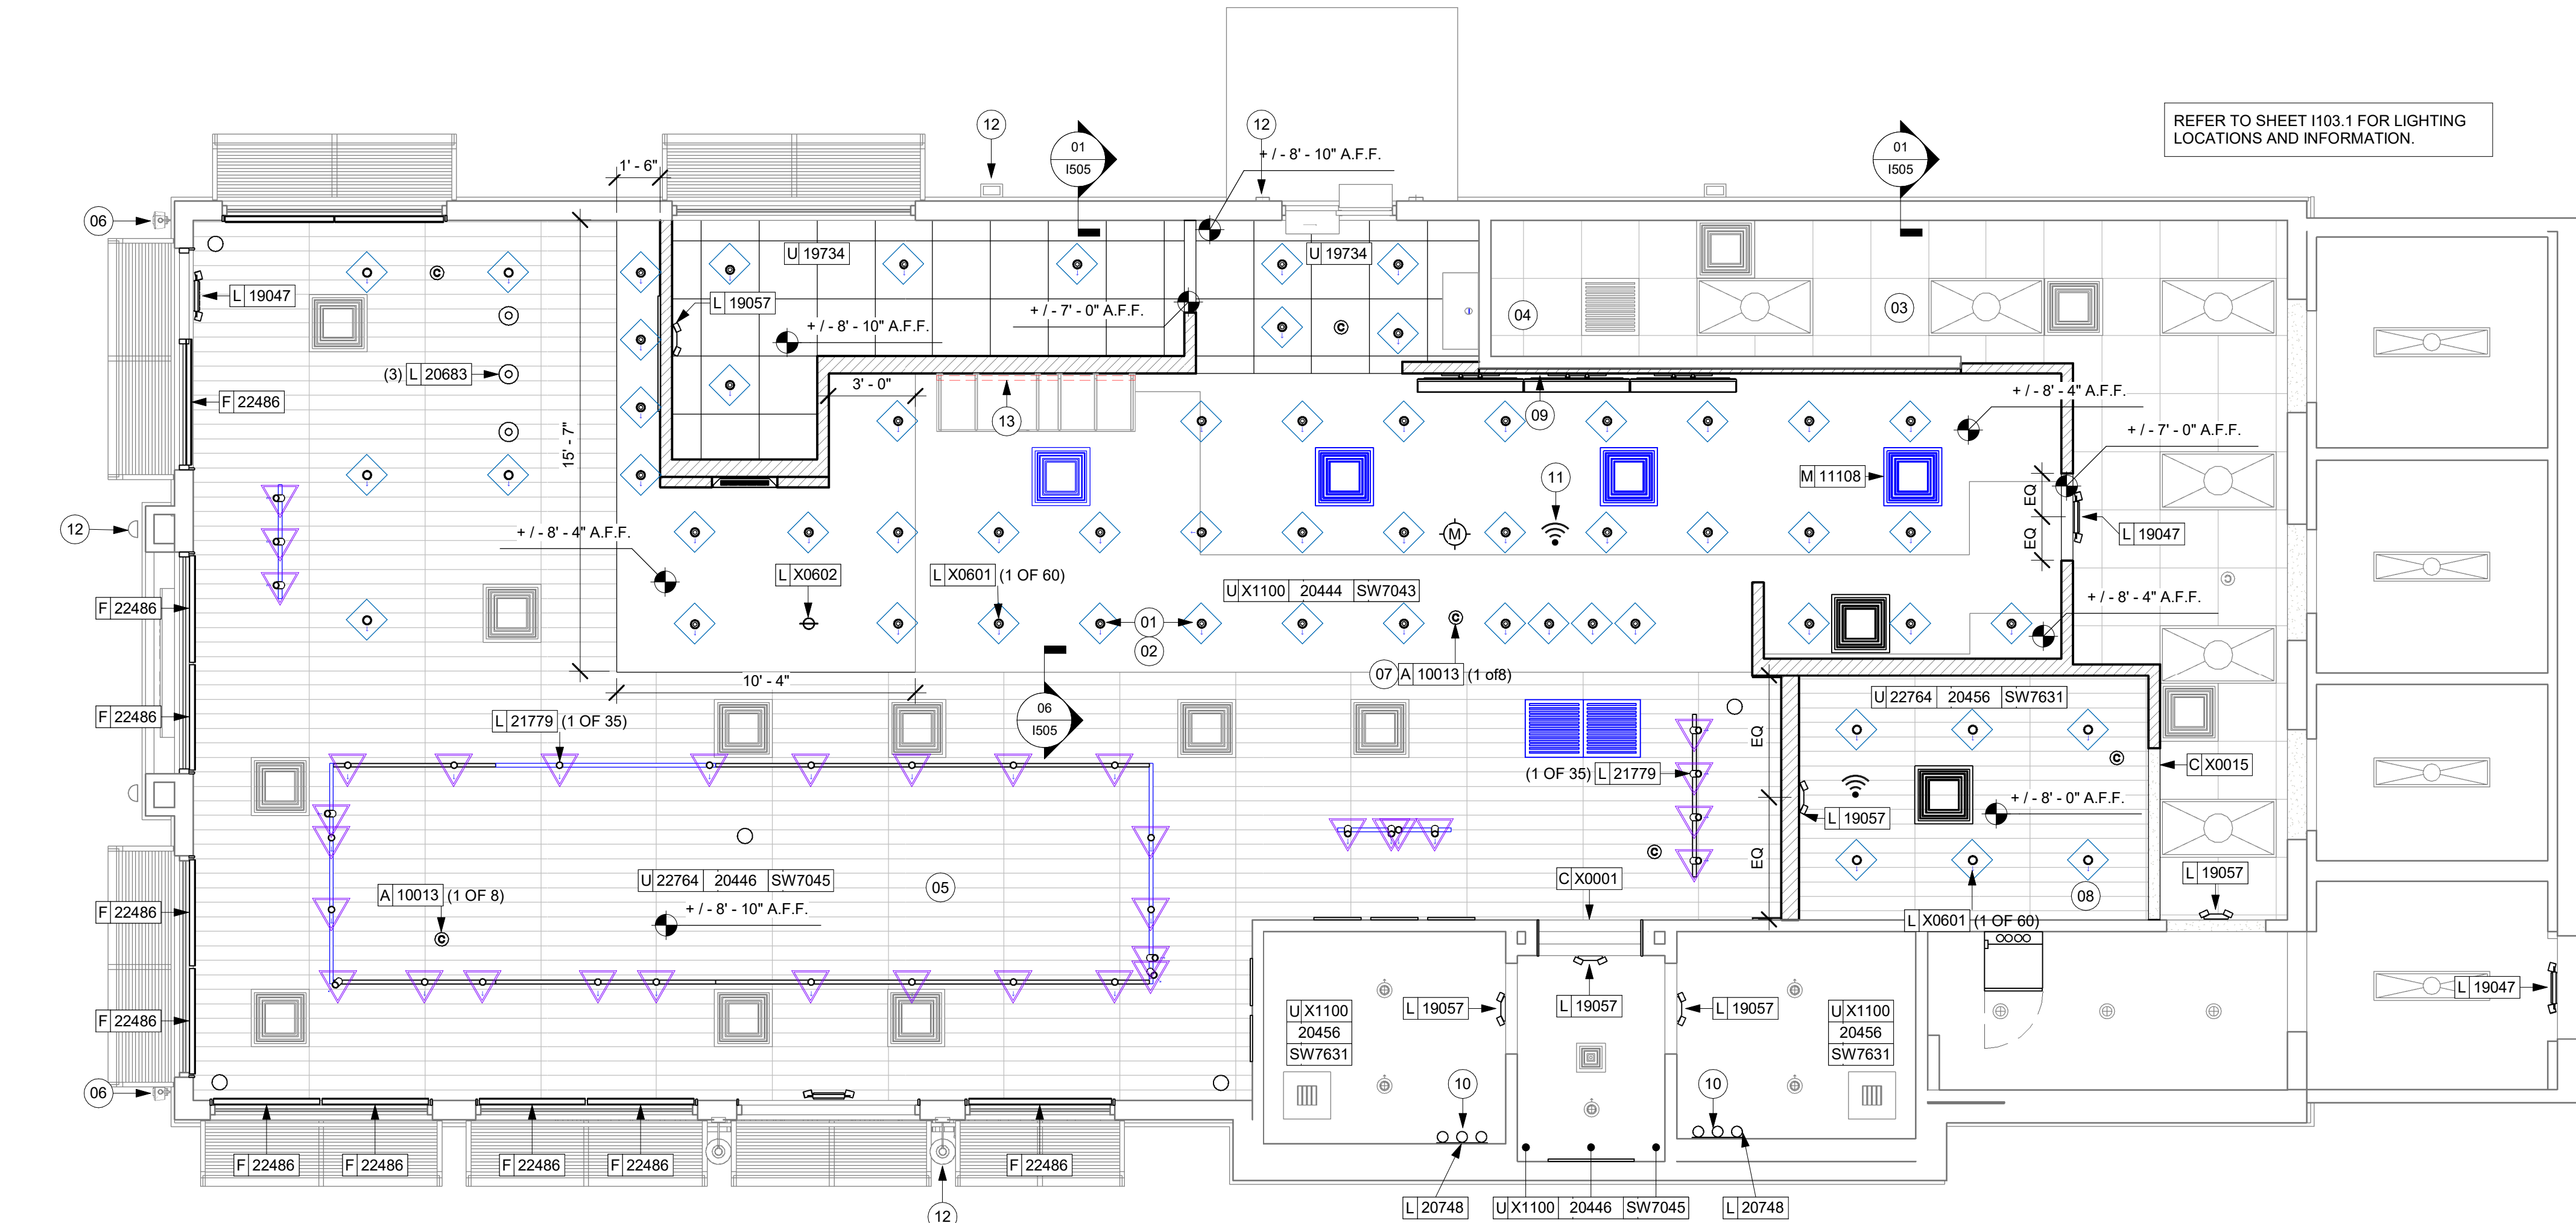 REFER TO SHEET I103.1 FOR LIGHTING
LOCATIONS AND INFORMATION.
12
12
01
I505
01
I505
+ / - 8' - 10" A.F.F.
1' - 6"
06
U 19734
U 19734
L 19047
L 19057
+ / - 7' - 0" A.F.F.
+ / - 8' - 10" A.F.F.
04
03
(3) L 20683
3' - 0"
F 22486
13
09
+ / - 8' - 4" A.F.F.
15' - 7"
+ / - 7' - 0" A.F.F.
11
M 11108
EQ
EQ
12
+ / - 8' - 4" A.F.F.
M
L 19047
L X0602
L X0601 (1 OF 60)
U X1100 20444 SW7043
F 22486
+ / - 8' - 4" A.F.F.
01
02
10' - 4"
07 A 10013 (1 of8)
U 22764 20456 SW7631
F 22486
L 21779 (1 OF 35)
06
I505
EQ
C X0015
(1 OF 35) L 21779
+ / - 8' - 0" A.F.F.
L 19057
EQ
U 22764 20446 SW7045
05
C X0001
L 19057
A 10013 (1 OF 8)
08
F 22486
+ / - 8' - 10" A.F.F.
L X0601 (1 OF 60)
L 19047
F 22486
U X1100
20456
SW7631
L 19057
L 19057
L 19057
U X1100
20456
SW7631
06
10
10
F 22486
F 22486
F 22486
F 22486
F 22486
12
L 20748
U X1100 20446 SW7045
L 20748